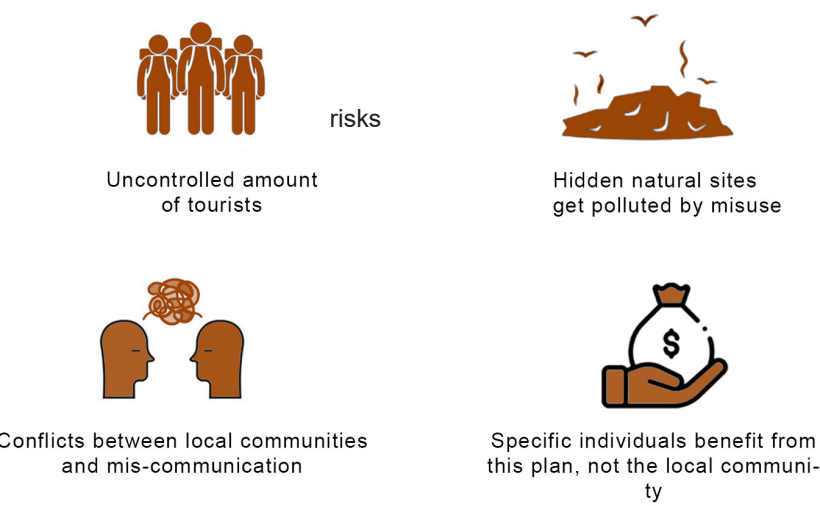 risks
Uncontrolled amount
of tourists
Hidden natural sites
get polluted by misuse
$
Conflicts between local communities
and mis-communication
Specific individuals benefit from
this plan, not the local communi-
ty